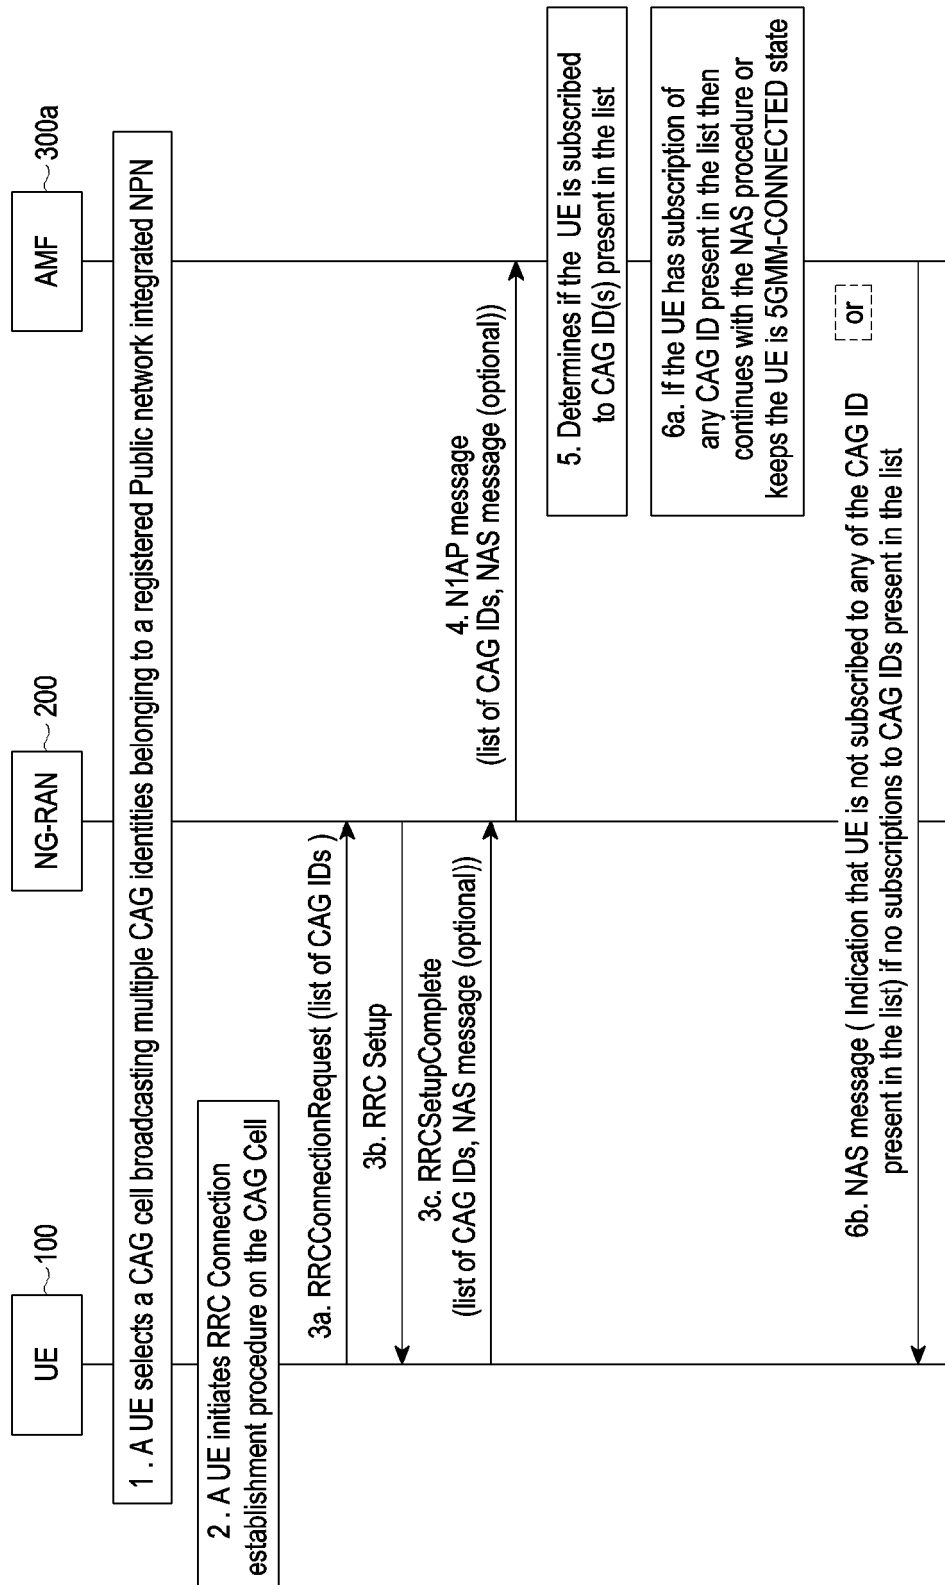 UE
100
NG-RAN
200
AMF
300a
1 . A UE selects a CAG cell broadcasting multiple CAG identities belonging to a registered Public network integrated NPN
2 . A UE initiates RRC Connection
establishment procedure on the CAG Cell
3a. RRCConnectionRequest (list of CAG IDs )
3b. RRC Setup
3c. RRCSetupComplete
(list of CAG IDs, NAS message (optional))
4. N1AP message
(list of CAG IDs, NAS message (optional))
5. Determines if the UE is subscribed
to CAG ID(s) present in the list
6a. If the UE has subscription of
any CAG ID present in the list then
continues with the NAS procedure or
keeps the UE is 5GMM-CONNECTED state
or
6b. NAS message ( Indication that UE is not subscribed to any of the CAG ID
present in the list) if no subscriptions to CAG IDs present in the list